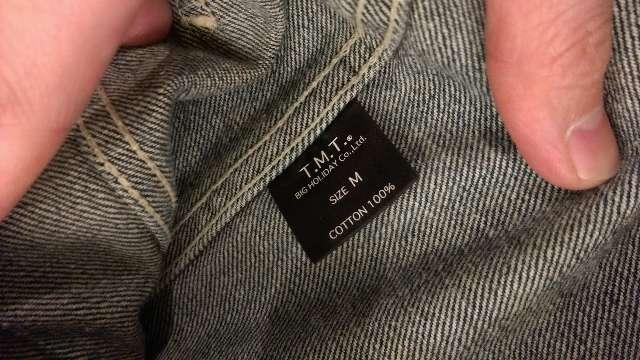 T.M.T.®
BIG HOLIDAY Co.,Ltd.
SIZE M
COTTON 100%